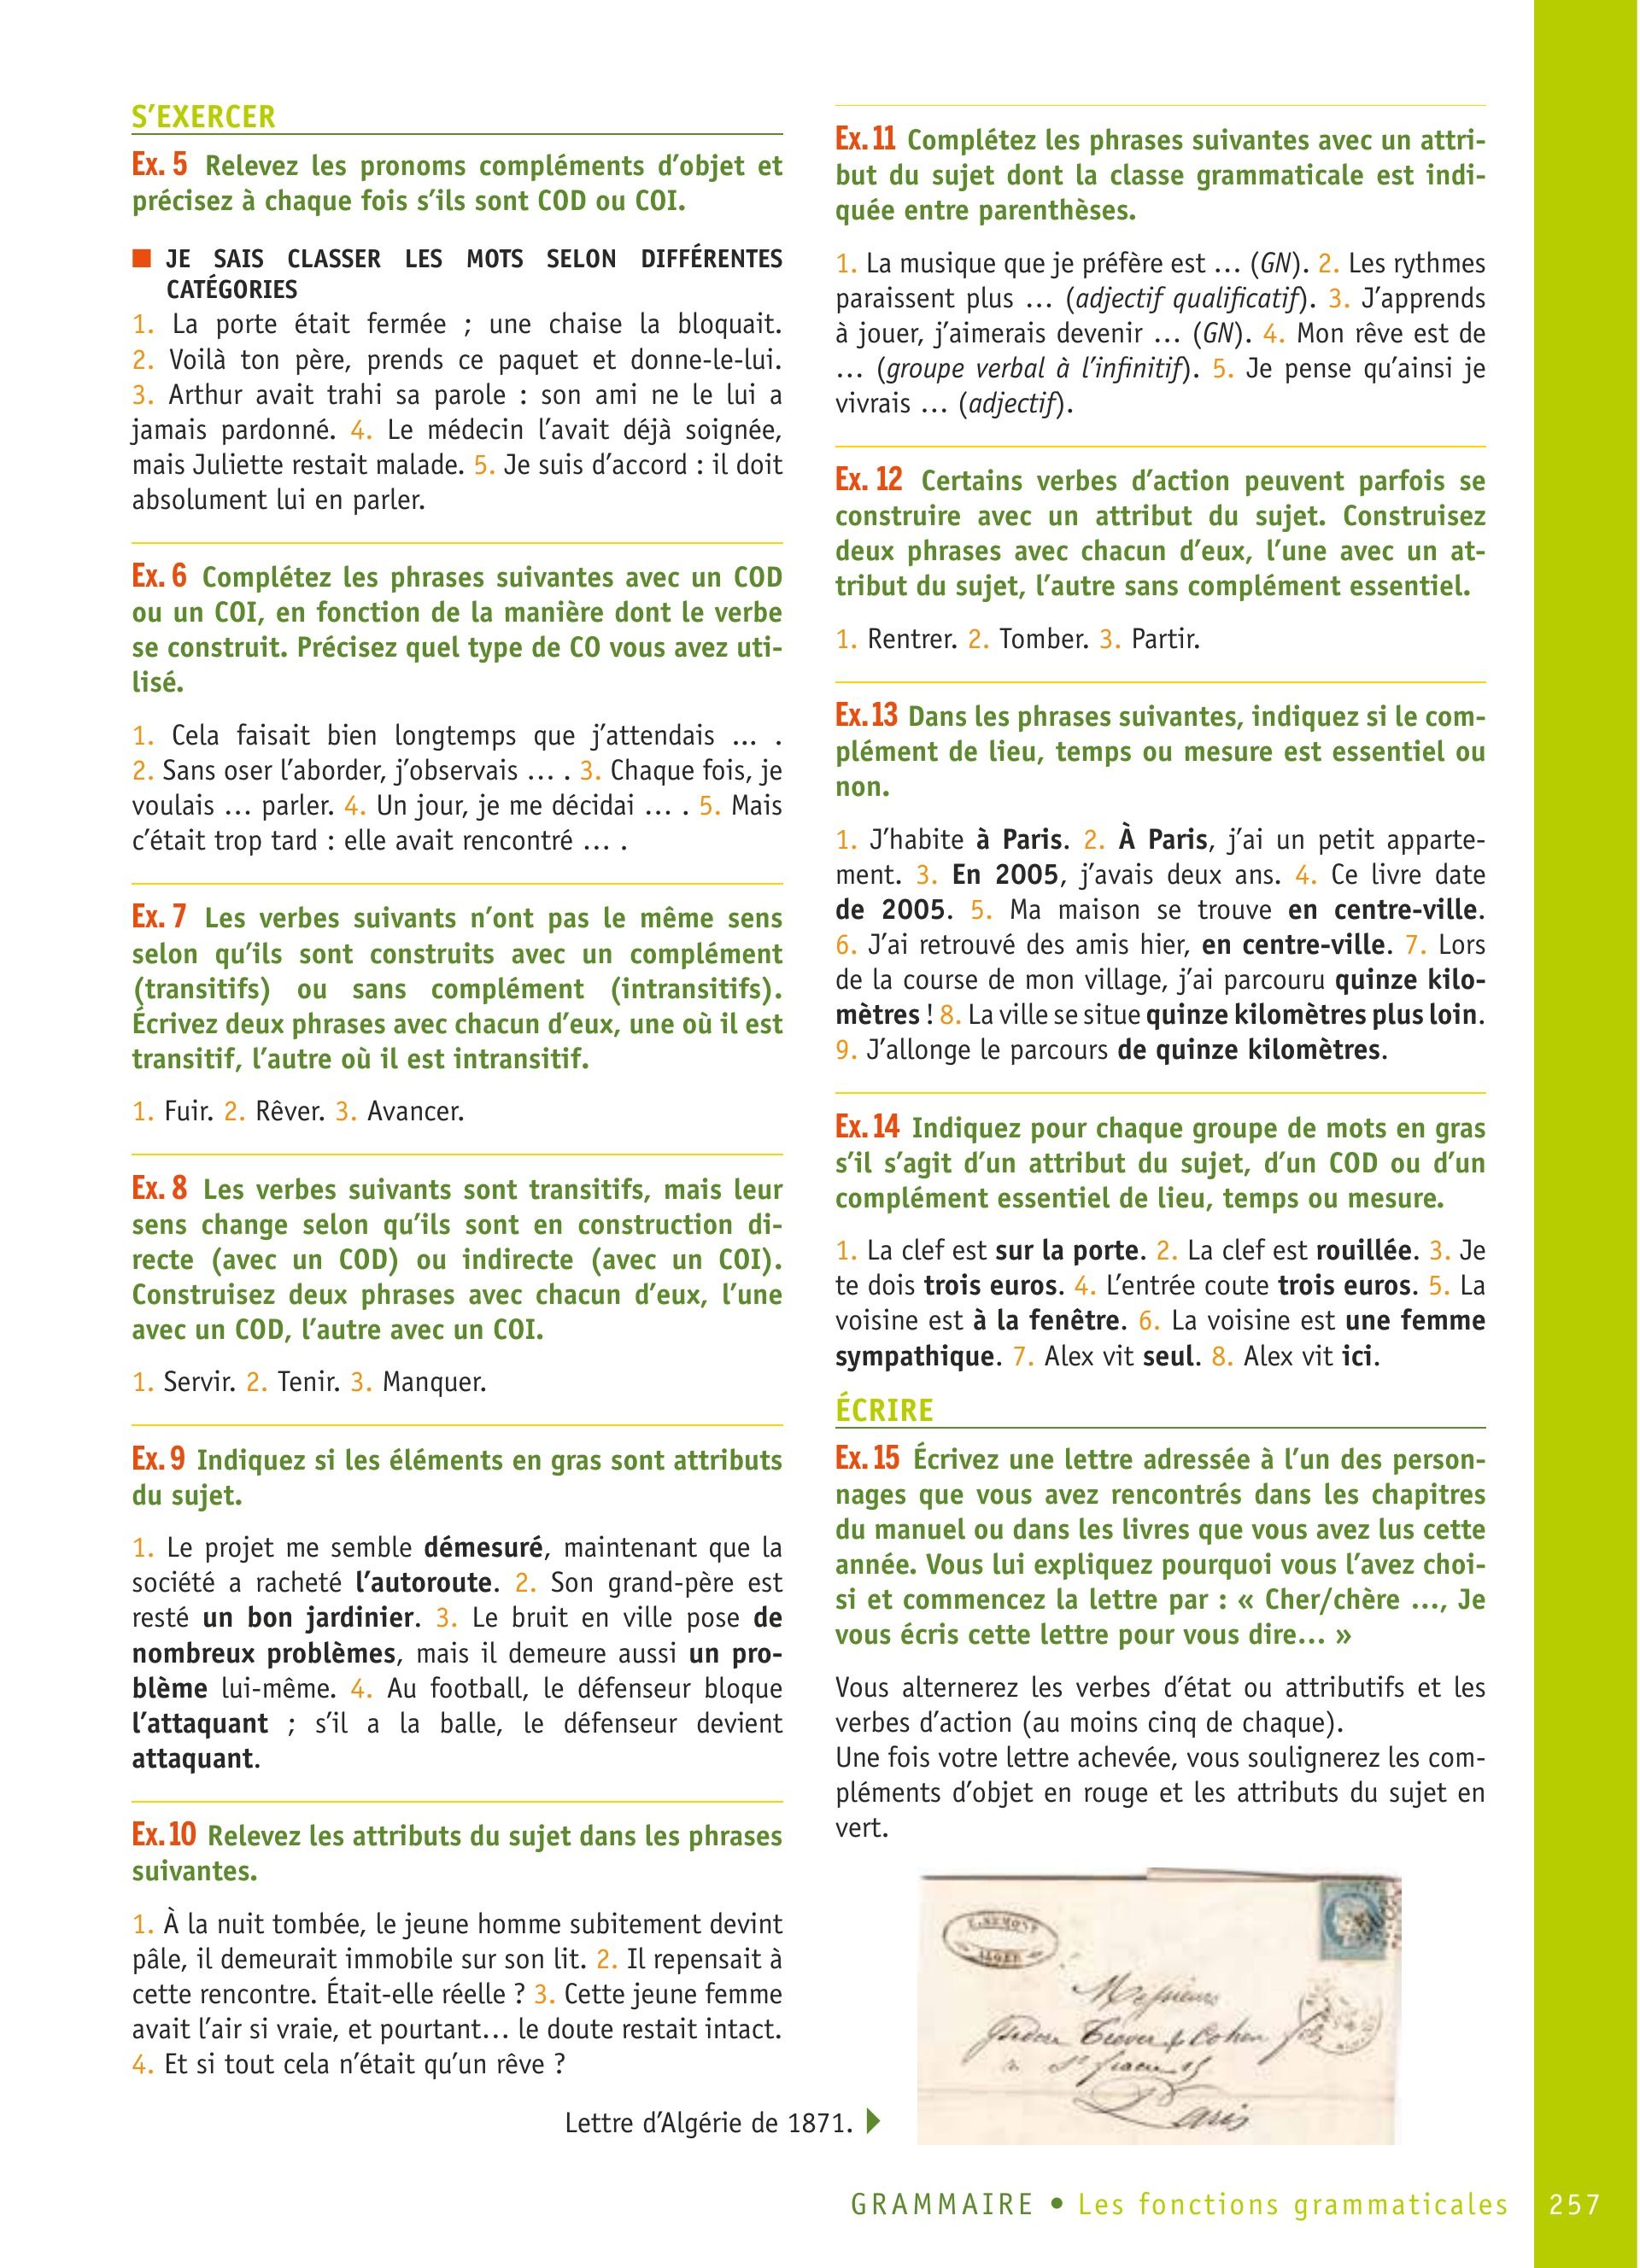 S'EXERCER
Ex. 5 Relevez les pronoms compléments d'objet et
précisez à chaque fois s'ils sont COD ou COI.
■ JE SAIS CLASSER LES MOTS SELON DIFFÉRENTES
CATÉGORIES
1. La porte était fermée ; une chaise la bloquait.
2. Voilà ton père, prends ce paquet et donne-le-lui.
3. Arthur avait trahi sa parole : son ami ne le lui a
jamais pardonné. 4. Le médecin l'avait déjà soignée,
mais Juliette restait malade. 5. Je suis d'accord : il doit
absolument lui en parler.
Ex. 6 Complétez les phrases suivantes avec un COD
ou un COI, en fonction de la manière dont le verbe
se construit. Précisez quel type de CO vous avez uti-
lisé.
1. Cela faisait bien longtemps que j'attendais … .
2. Sans oser l'aborder, j'observais … . 3. Chaque fois, je
voulais … parler. 4. Un jour, je me décidai … . 5. Mais
c'était trop tard : elle avait rencontré … .
Ex. 7 Les verbes suivants n'ont pas le même sens
selon qu'ils sont construits avec un complément
(transitifs) ou sans complément (intransitifs).
Écrivez deux phrases avec chacun d'eux, une où il est
transitif, l'autre où il est intransitif.
1. Fuir. 2. Rêver. 3. Avancer.
Ex. 8 Les verbes suivants sont transitifs, mais leur
sens change selon qu'ils sont en construction di-
recte (avec un COD) ou indirecte (avec un COI).
Construisez deux phrases avec chacun d'eux, l'une
avec un COD, l'autre avec un COI.
1. Servir. 2. Tenir. 3. Manquer.
Ex. 9 Indiquez si les éléments en gras sont attributs
du sujet.
1. Le projet me semble démesuré, maintenant que la
société a racheté l'autoroute. 2. Son grand-père est
resté un bon jardinier. 3. Le bruit en ville pose de
nombreux problèmes, mais il demeure aussi un pro-
blème lui-même. 4. Au football, le défenseur bloque
l'attaquant ; s'il a la balle, le défenseur devient
attaquant.
Ex. 10 Relevez les attributs du sujet dans les phrases
suivantes.
1. À la nuit tombée, le jeune homme subitement devint
pâle, il demeurait immobile sur son lit. 2. Il repensait à
cette rencontre. Était-elle réelle ? 3. Cette jeune femme
avait l'air si vraie, et pourtant… le doute restait intact.
4. Et si tout cela n'était qu'un rêve ?
Ex. 11 Complétez les phrases suivantes avec un attri-
but du sujet dont la classe grammaticale est indi-
quée entre parenthèses.
1. La musique que je préfère est … (GN). 2. Les rythmes
paraissent plus … (adjectif qualificatif). 3. J'apprends
à jouer, j'aimerais devenir … (GN). 4. Mon rêve est de
… (groupe verbal à l'infinitif). 5. Je pense qu'ainsi je
vivrais … (adjectif).
Ex. 12 Certains verbes d'action peuvent parfois se
construire avec un attribut du sujet. Construisez
deux phrases avec chacun d'eux, l'une avec un at-
tribut du sujet, l'autre sans complément essentiel.
1. Rentrer. 2. Tomber. 3. Partir.
Ex. 13 Dans les phrases suivantes, indiquez si le com-
plément de lieu, temps ou mesure est essentiel ou
non.
1. J'habite à Paris. 2. À Paris, j'ai un petit apparte-
ment. 3. En 2005, j'avais deux ans. 4. Ce livre date
de 2005. 5. Ma maison se trouve en centre-ville.
6. J'ai retrouvé des amis hier, en centre-ville. 7. Lors
de la course de mon village, j'ai parcouru quinze kilo-
mètres ! 8. La ville se situe quinze kilomètres plus loin.
9. J'allonge le parcours de quinze kilomètres.
Ex. 14 Indiquez pour chaque groupe de mots en gras
s'il s'agit d'un attribut du sujet, d'un COD ou d'un
complément essentiel de lieu, temps ou mesure.
1. La clef est sur la porte. 2. La clef est rouillée. 3. Je
te dois trois euros. 4. L'entrée coute trois euros. 5. La
voisine est à la fenêtre. 6. La voisine est une femme
sympathique. 7. Alex vit seul. 8. Alex vit ici.
ÉCRIRE
Ex. 15 Écrivez une lettre adressée à l'un des person-
nages que vous avez rencontrés dans les chapitres
du manuel ou dans les livres que vous avez lus cette
année. Vous lui expliquez pourquoi vous l'avez choi-
si et commencez la lettre par : « Cher/chère …, Je
vous écris cette lettre pour vous dire… »
Vous alternerez les verbes d'état ou attributifs et les
verbes d'action (au moins cinq de chaque).
Une fois votre lettre achevée, vous soulignerez les com-
pléments d'objet en rouge et les attributs du sujet en
vert.
ALGER
Messieurs
Cohen
Paris
Lettre d'Algérie de 1871.
GRAMMAIRE • Les fonctions grammaticales 257